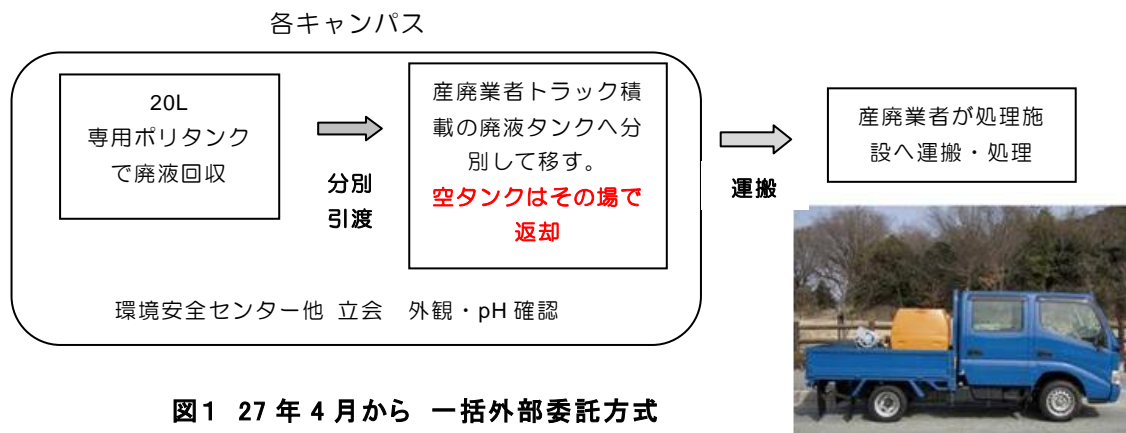 各キャンパス
20L
専用ポリタンク
で廃液回収
分別
引渡
産廃業者トラック積
載の廃液タンクへ分
別して移す。
空タンクはその場で
返却
運搬
産廃業者が処理施
設へ運搬・処理
環境安全センター他 立会 外観・pH 確認
図1 27年4月から 一括外部委託方式